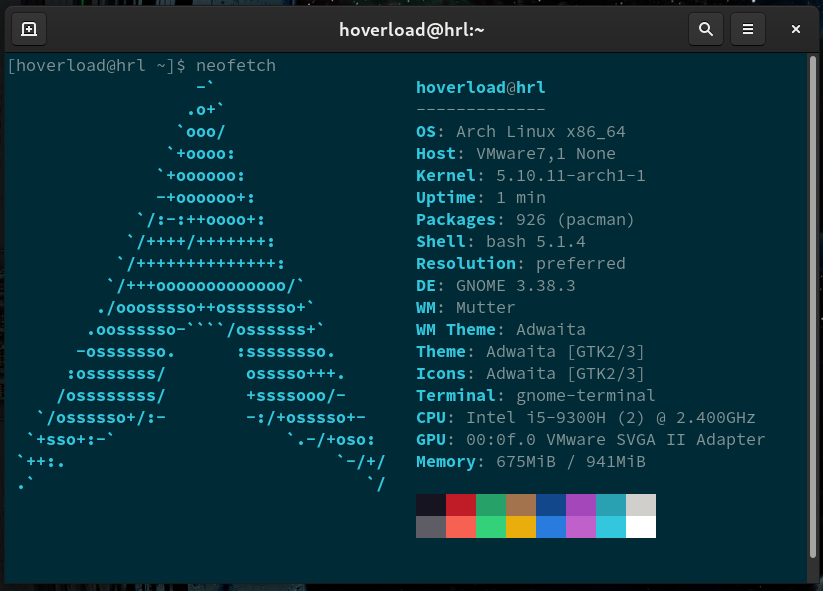 hoverload@hrl:~
[hoverload@hrl ~]$ neofetch
                   -`                    hoverload@hrl
                  .o+`                   -------------
                 `ooo/                   OS: Arch Linux x86_64
                `+oooo:                  Host: VMware7,1 None
               `+oooooo:                 Kernel: 5.10.11-arch1-1
               -+oooooo+:                Uptime: 1 min
             `/:-:++oooo+:               Packages: 926 (pacman)
            `/++++/+++++++:              Shell: bash 5.1.4
           `/++++++++++++++:             Resolution: preferred
          `/+++ooooooooooooo/`           DE: GNOME 3.38.3
         ./ooosssso++osssssso+`          WM: Mutter
        .oossssso-````/ossssss+`         WM Theme: Adwaita
       -osssssso.      :ssssssso.        Theme: Adwaita [GTK2/3]
      :osssssss/        osssso+++.       Icons: Adwaita [GTK2/3]
     /ossssssss/        +ssssooo/-       Terminal: gnome-terminal
   `/ossssso+/:-        -:/+osssso+-     CPU: Intel i5-9300H (2) @ 2.400GHz
  `+sso+:-`                 `.-/+oso:    GPU: 00:0f.0 VMware SVGA II Adapter
 `++:.                           `-/+/   Memory: 675MiB / 941MiB
 .`                                 `/